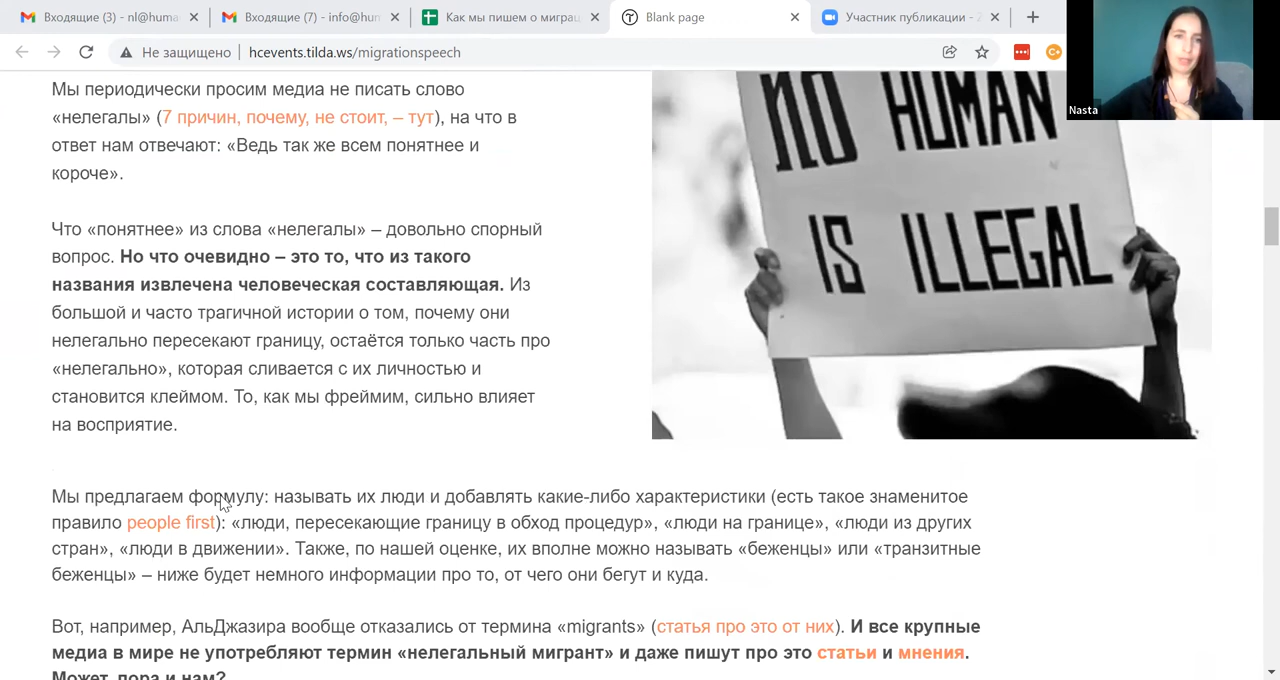 Входящие (3) - nl@huma
Входящие (7) - info@hum
Как мы пишем о миграц
Blank page
Участник публикации -
Не защищено
hcevents.tilda.ws/migrationspeech
Nasta
Мы периодически просим медиа не писать слово
«нелегалы» (7 причин, почему, не стоит, – тут), на что в
ответ нам отвечают: «Ведь так же всем понятнее и
короче».
Что «понятнее» из слова «нелегалы» – довольно спорный
вопрос. Но что очевидно – это то, что из такого
названия извлечена человеческая составляющая. Из
большой и часто трагичной истории о том, почему они
нелегально пересекают границу, остаётся только часть про
«нелегально», которая сливается с их личностью и
становится клеймом. То, как мы фреймим, сильно влияет
на восприятие.
NO HUMAN
IS ILLEGAL
Мы предлагаем формулу: называть их люди и добавлять какие-либо характеристики (есть такое знаменитое
правило people first): «люди, пересекающие границу в обход процедур», «люди на границе», «люди из других
стран», «люди в движении». Также, по нашей оценке, их вполне можно называть «беженцы» или «транзитные
беженцы» – ниже будет немного информации про то, от чего они бегут и куда.
Вот, например, АльДжазира вообще отказались от термина «migrants» (статья про это от них). И все крупные
медиа в мире не употребляют термин «нелегальный мигрант» и даже пишут про это статьи и мнения.
Может, пора и нам?